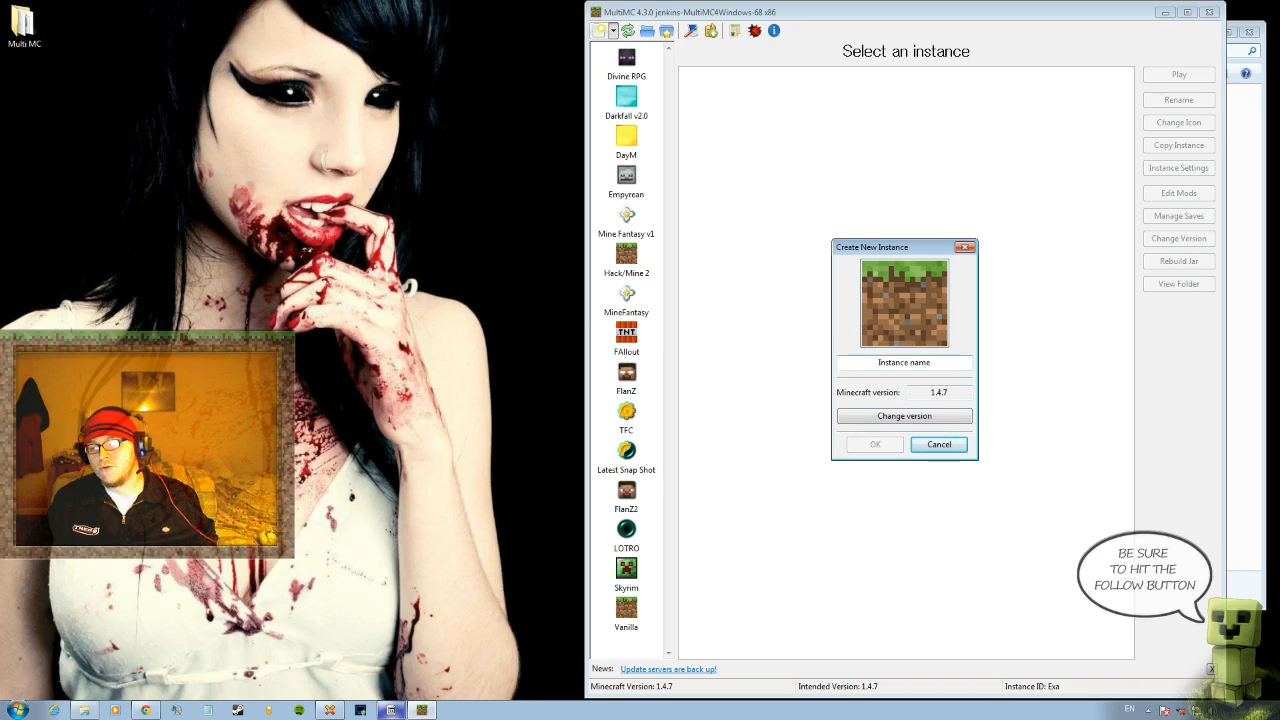 Multi MC
MultiMC 4.3.0 jenkins-MultiMC4Windows-68 x86
Select an instance
Divine RPG
Darkfall v2.0
DayM
Empyrean
Mine Fantasy v1
Hack/Mine 2
MineFantasy
TNT
FAllout
FlanZ
TFC
Latest Snap Shot
FlanZ2
LOTRO
Skyrim
Vanilla
Play
Rename
Change Icon
Copy Instance
Instance Settings
Edit Mods
Manage Saves
Change Version
Rebuild Jar
View Folder
Create New Instance
Instance name
Minecraft version: 1.4.7
Change version
OK Cancel
BE SURE
TO HIT THE
FOLLOW BUTTON
News: Update servers are back up!
X
Minecraft Version: 1.4.7 Intended Version: 1.4.7 Instance ID: Exa
EN